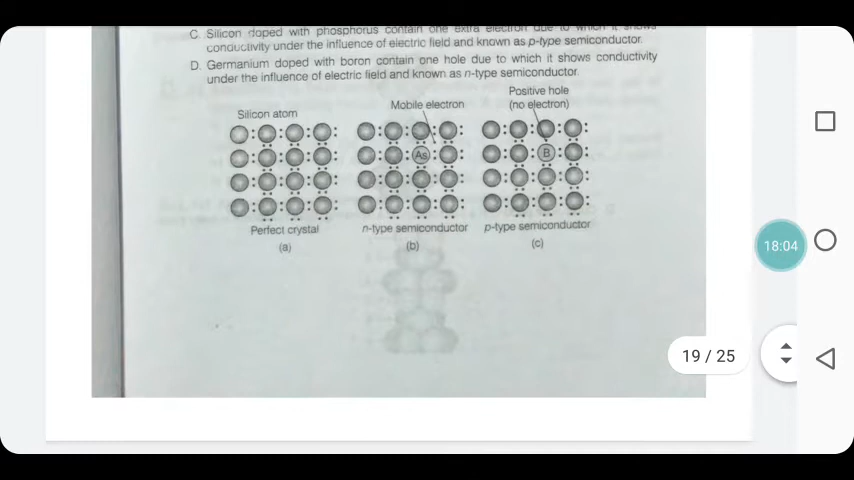 C. Silicon doped with phosphorus contain one extra electron due to which it shows
conductivity under the influence of electric field and known as p-type semiconductor.
D. Germanium doped with boron contain one hole due to which it shows conductivity
under the influence of electric field and known as n-type semiconductor.
Silicon atom
Mobile electron
Positive hole
(no electron)
As
B
Perfect crystal
n-type semiconductor
p-type semiconductor
(a)
(b)
(c)
18:04
19 / 25